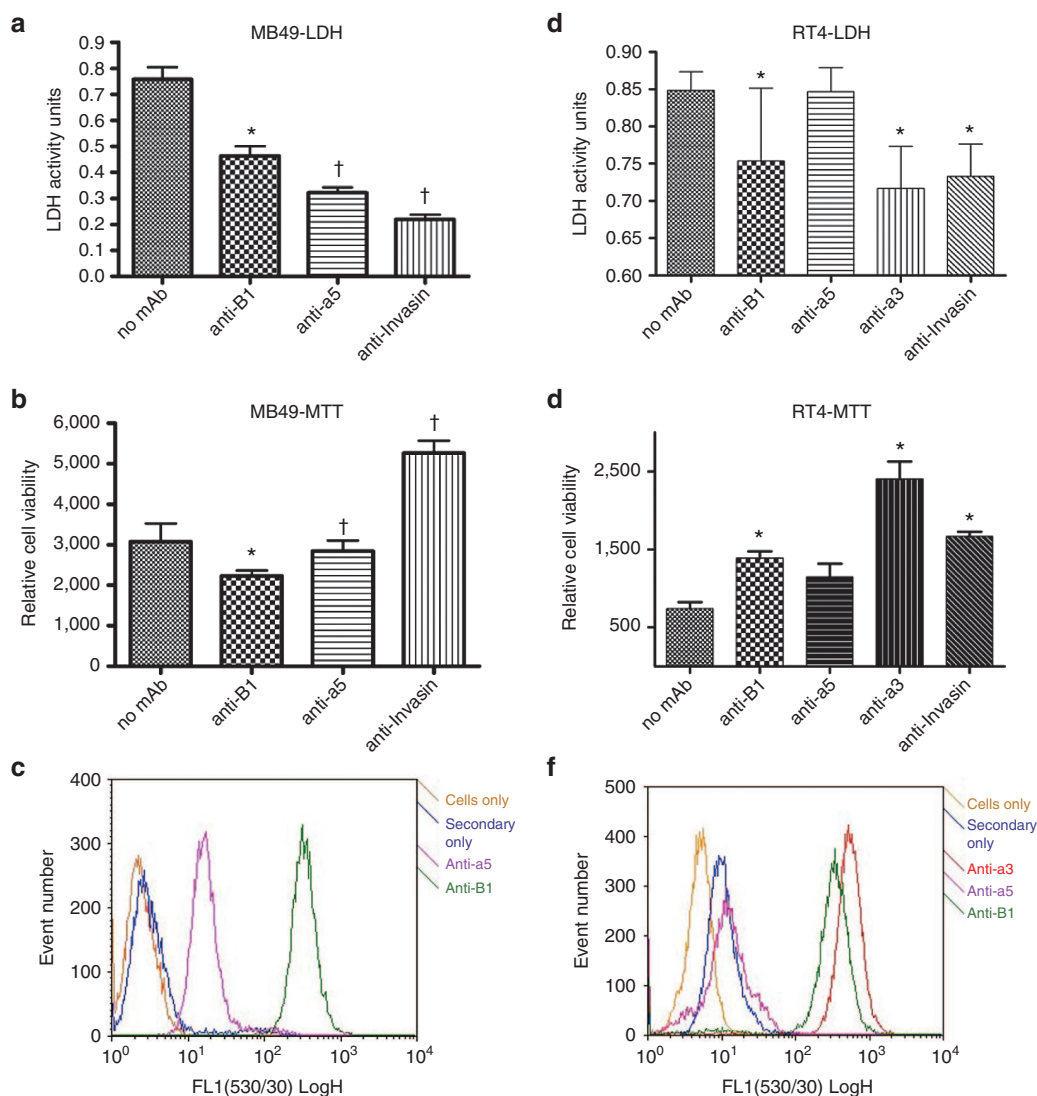 a
MB49-LDH
LDH activity units
0.9
0.8
0.7
0.6
0.5
0.4
0.3
0.2
0.1
0.0
*
†
†
no mAb
anti-B1
anti-a5
anti-Invasin
d
RT4-LDH
LDH activity units
0.90
0.85
0.80
0.75
0.70
0.65
0.60
*
*
*
no mAb
anti-B1
anti-a5
anti-a3
anti-Invasin
b
MB49-MTT
Relative cell viability
6,000
5,000
4,000
3,000
2,000
1,000
0
*
†
†
no mAb
anti-B1
anti-a5
anti-Invasin
d
RT4-MTT
Relative cell viability
2,500
1,500
500
*
*
*
no mAb
anti-B1
anti-a5
anti-a3
anti-Invasin
c
Event number
400
300
200
100
0
10⁰
10¹
10²
10³
10⁴
FL1(530/30) LogH
Cells only
Secondary
only
Anti-a5
Anti-B1
f
Event number
500
400
300
200
100
0
10⁰
10¹
10²
10³
10⁴
FL1(530/30) LogH
Cells only
Secondary
only
Anti-a3
Anti-a5
Anti-B1